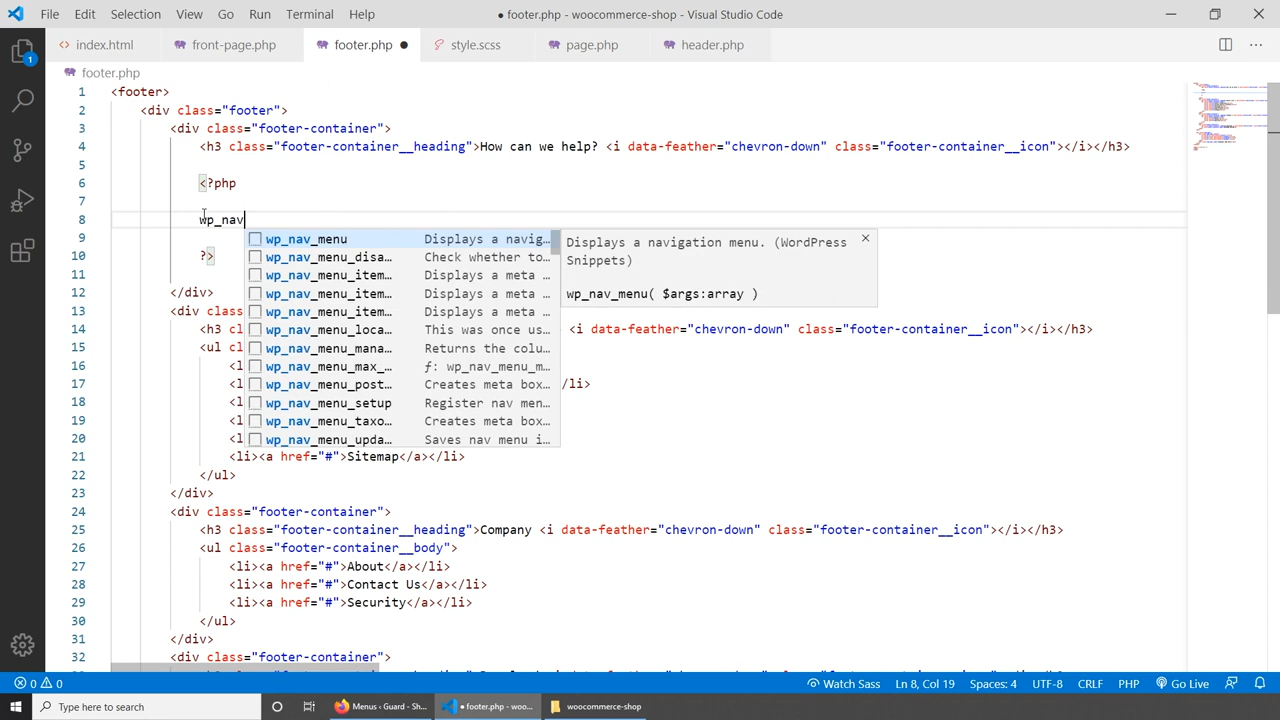 File Edit Selection View Go Run Terminal Help
● footer.php - woocommerce-shop - Visual Studio Code
index.html front-page.php footer.php ● style.scss page.php header.php
footer.php
1 <footer>
2 <div class="footer">
3 <div class="footer-container">
4 <h3 class="footer-container__heading">How can we help? <i data-feather="chevron-down" class="footer-container__icon"></i></h3>
5
6 <?php
7
8 wp_nav
9
10 ?>
11
12 </div>
13 <div clas
14 <h3 cl <i data-feather="chevron-down" class="footer-container__icon"></i></h3>
15 <ul cl
16 <l
17 <l /li>
18 <l
19 <l
20 <l
21 <li><a href="#">Sitemap</a></li>
22 </ul>
23 </div>
24 <div class="footer-container">
25 <h3 class="footer-container__heading">Company <i data-feather="chevron-down" class="footer-container__icon"></i></h3>
26 <ul class="footer-container__body">
27 <li><a href="#">About</a></li>
28 <li><a href="#">Contact Us</a></li>
29 <li><a href="#">Security</a></li>
30 </ul>
31 </div>
32 <div class="footer-container">
wp_nav_menu Displays a navig…
wp_nav_menu_disa… Check whether to…
wp_nav_menu_item… Displays a meta …
wp_nav_menu_item… Displays a meta …
wp_nav_menu_item… Displays a meta …
wp_nav_menu_loca… This was once us…
wp_nav_menu_mana… Returns the colu…
wp_nav_menu_max_… ƒ: wp_nav_menu_m…
wp_nav_menu_post… Creates meta box…
wp_nav_menu_setup Register nav men…
wp_nav_menu_taxo… Creates meta box…
wp_nav_menu_upda… Saves nav menu i…
Displays a navigation menu. (WordPress
Snippets)
wp_nav_menu( $args:array )
1
0 0 Watch Sass Ln 8, Col 19 Spaces: 4 UTF-8 CRLF PHP Go Live
Type here to search Menus ‹ Guard - Sh... ● footer.php - woo... woocommerce-shop